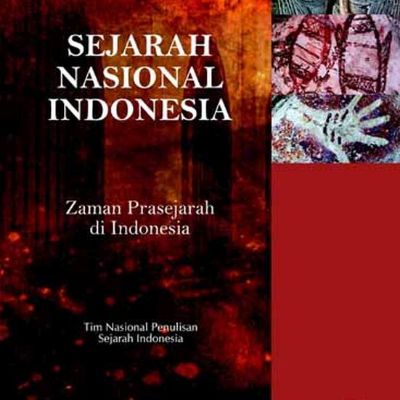 SEJARAH
NASIONAL
INDONESIA
Zaman Prasejarah
di Indonesia
Tim Nasional Penulisan
Sejarah Indonesia